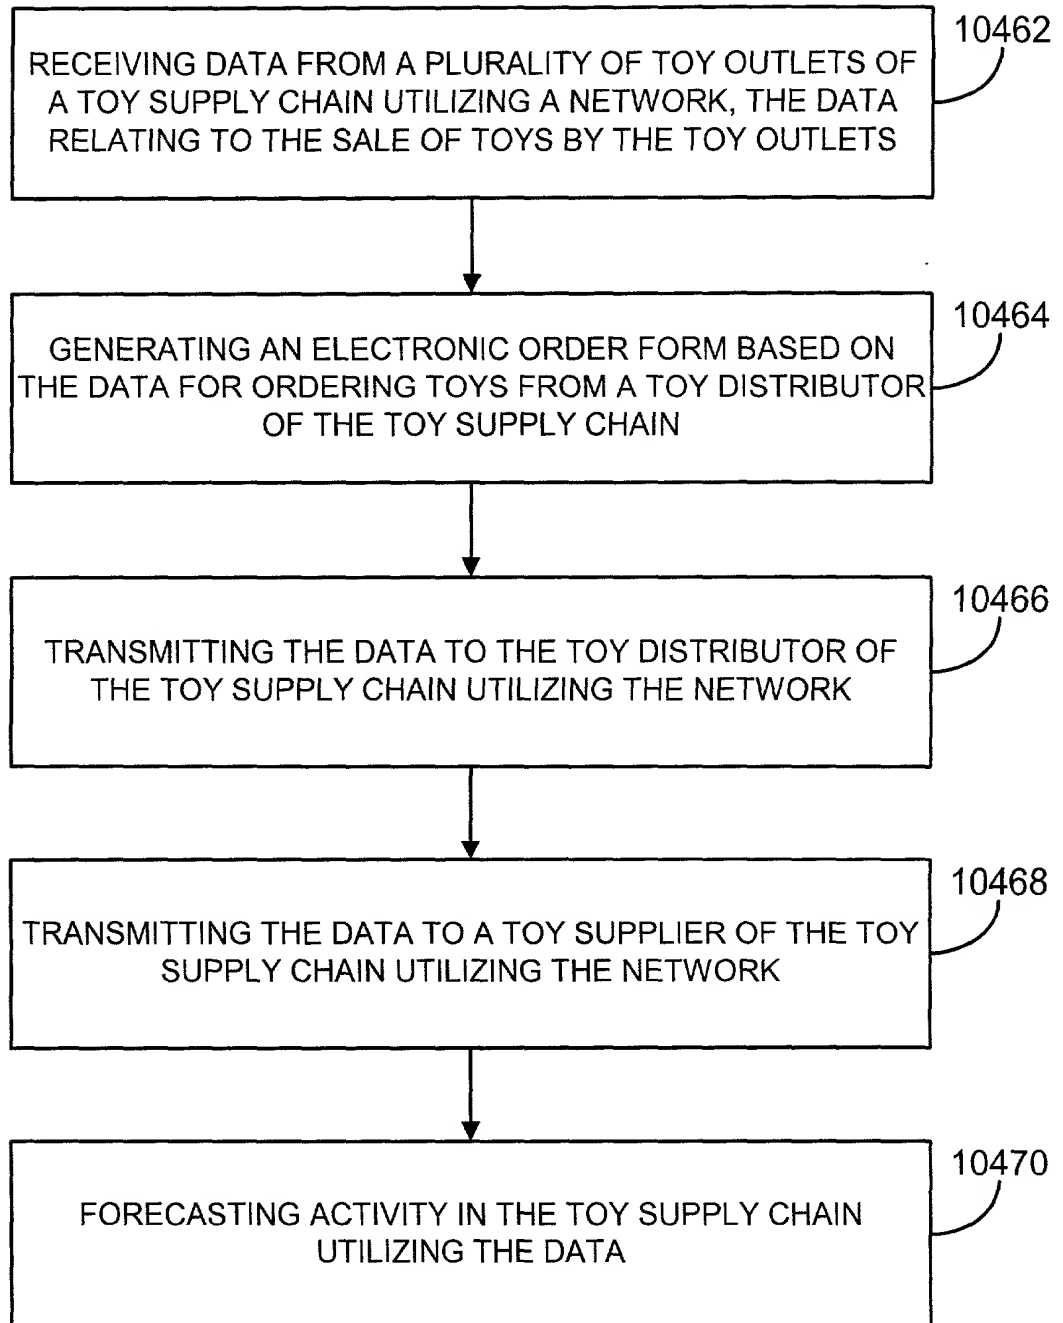 10462
RECEIVING DATA FROM A PLURALITY OF TOY OUTLETS OF
A TOY SUPPLY CHAIN UTILIZING A NETWORK, THE DATA
RELATING TO THE SALE OF TOYS BY THE TOY OUTLETS
10464
GENERATING AN ELECTRONIC ORDER FORM BASED ON
THE DATA FOR ORDERING TOYS FROM A TOY DISTRIBUTOR
OF THE TOY SUPPLY CHAIN
10466
TRANSMITTING THE DATA TO THE TOY DISTRIBUTOR OF
THE TOY SUPPLY CHAIN UTILIZING THE NETWORK
10468
TRANSMITTING THE DATA TO A TOY SUPPLIER OF THE TOY
SUPPLY CHAIN UTILIZING THE NETWORK
10470
FORECASTING ACTIVITY IN THE TOY SUPPLY CHAIN
UTILIZING THE DATA